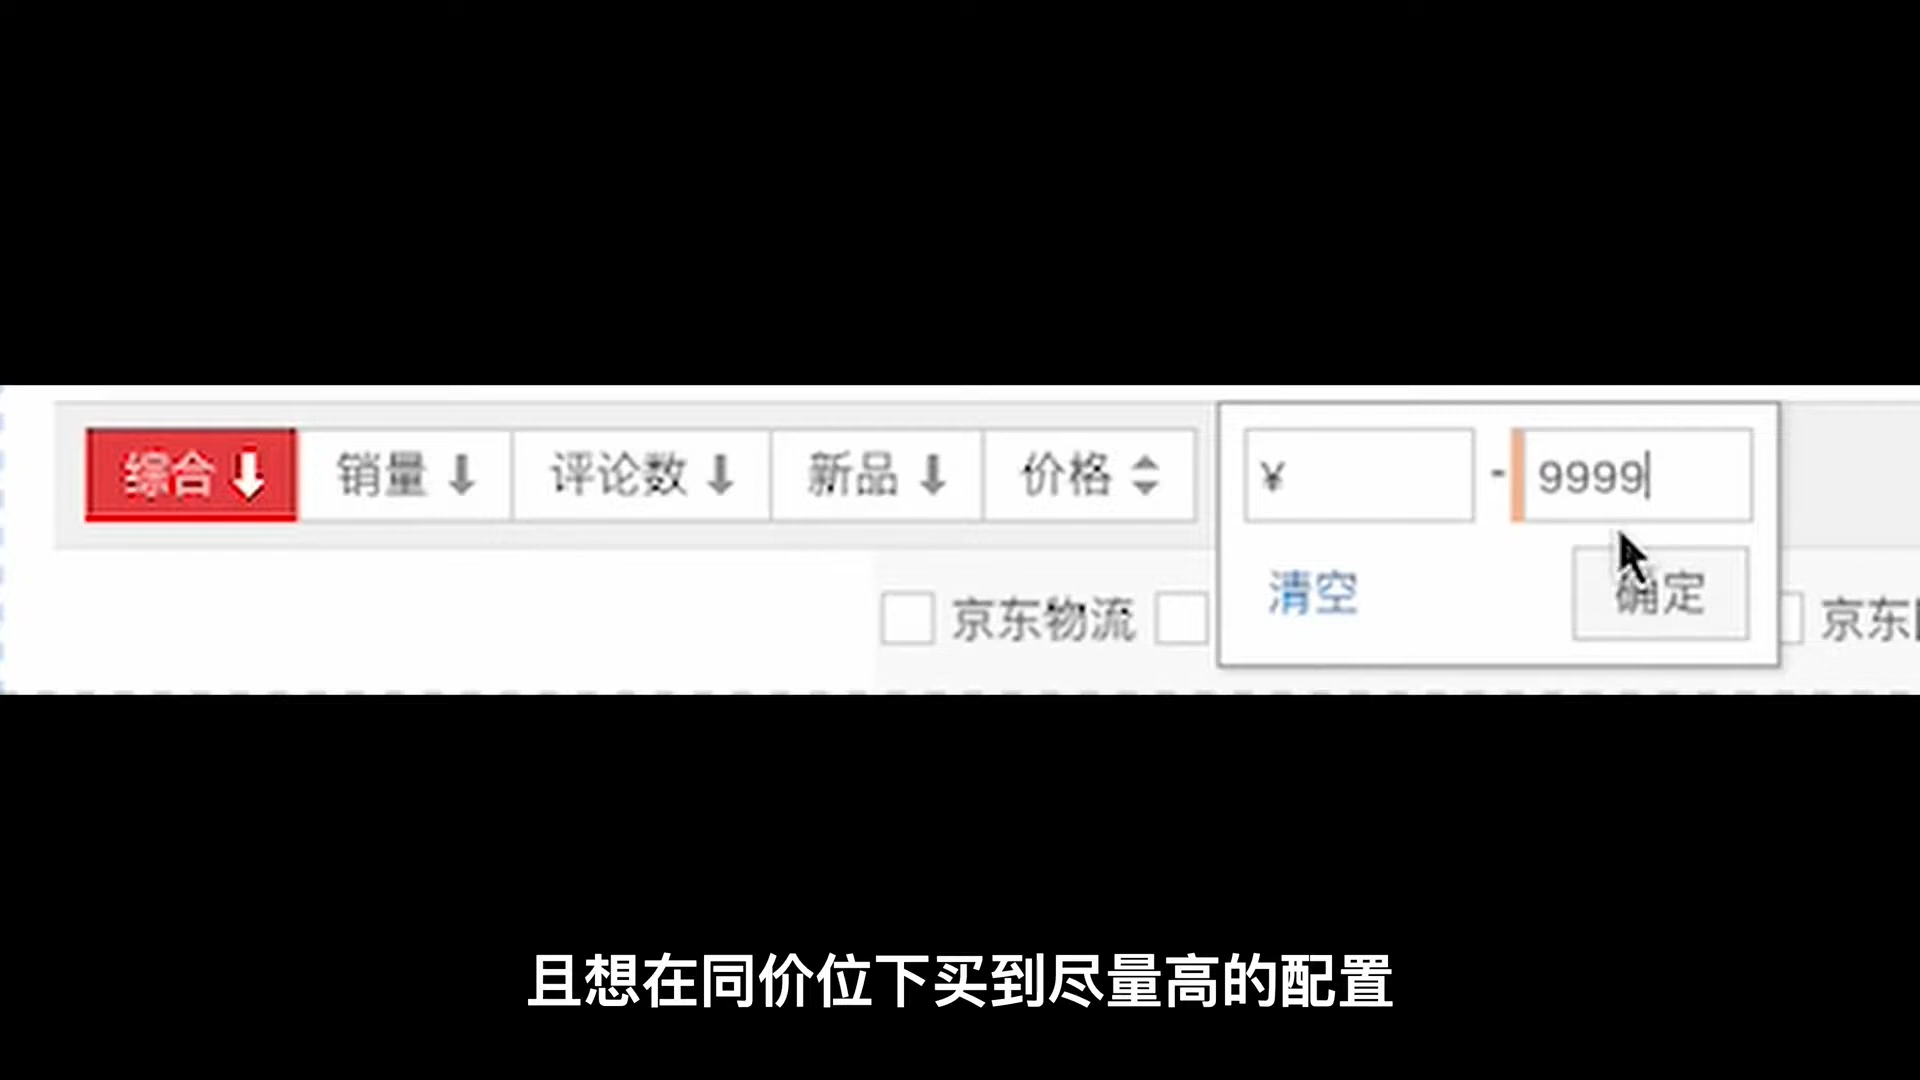 综合 销量 评论数 新品 价格 ¥ - 9999
京东物流 清空 确定 京东
且想在同价位下买到尽量高的配置